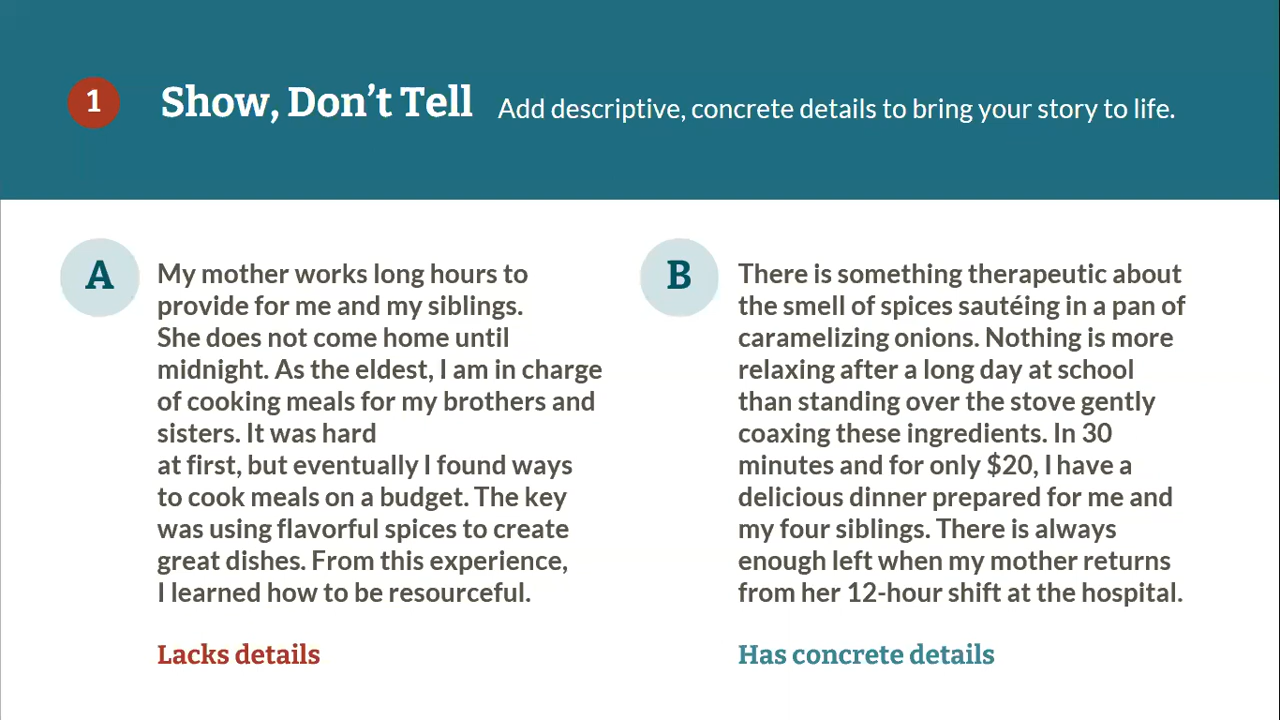 1
Show, Don't Tell
Add descriptive, concrete details to bring your story to life.
A
My mother works long hours to
provide for me and my siblings.
She does not come home until
midnight. As the eldest, I am in charge
of cooking meals for my brothers and
sisters. It was hard
at first, but eventually I found ways
to cook meals on a budget. The key
was using flavorful spices to create
great dishes. From this experience,
I learned how to be resourceful.
Lacks details
B
There is something therapeutic about
the smell of spices sautéing in a pan of
caramelizing onions. Nothing is more
relaxing after a long day at school
than standing over the stove gently
coaxing these ingredients. In 30
minutes and for only $20, I have a
delicious dinner prepared for me and
my four siblings. There is always
enough left when my mother returns
from her 12-hour shift at the hospital.
Has concrete details